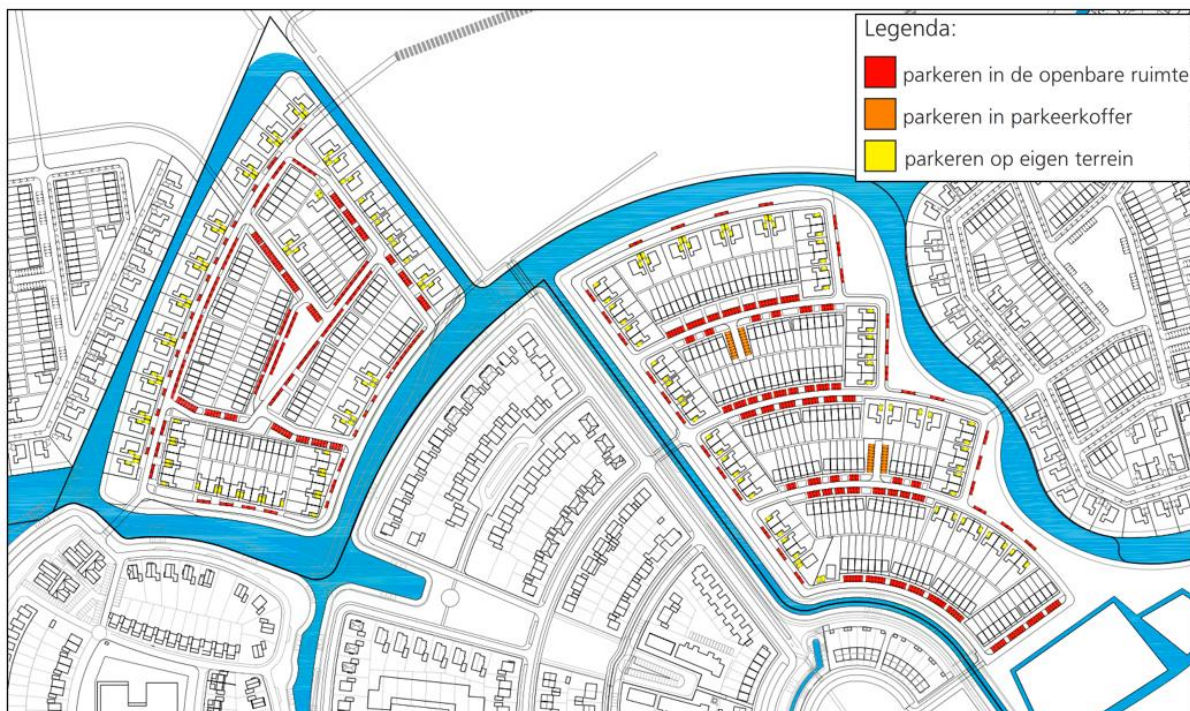 Legenda:
parkeren in de openbare ruimte
parkeren in parkeerkoffer
parkeren op eigen terrein